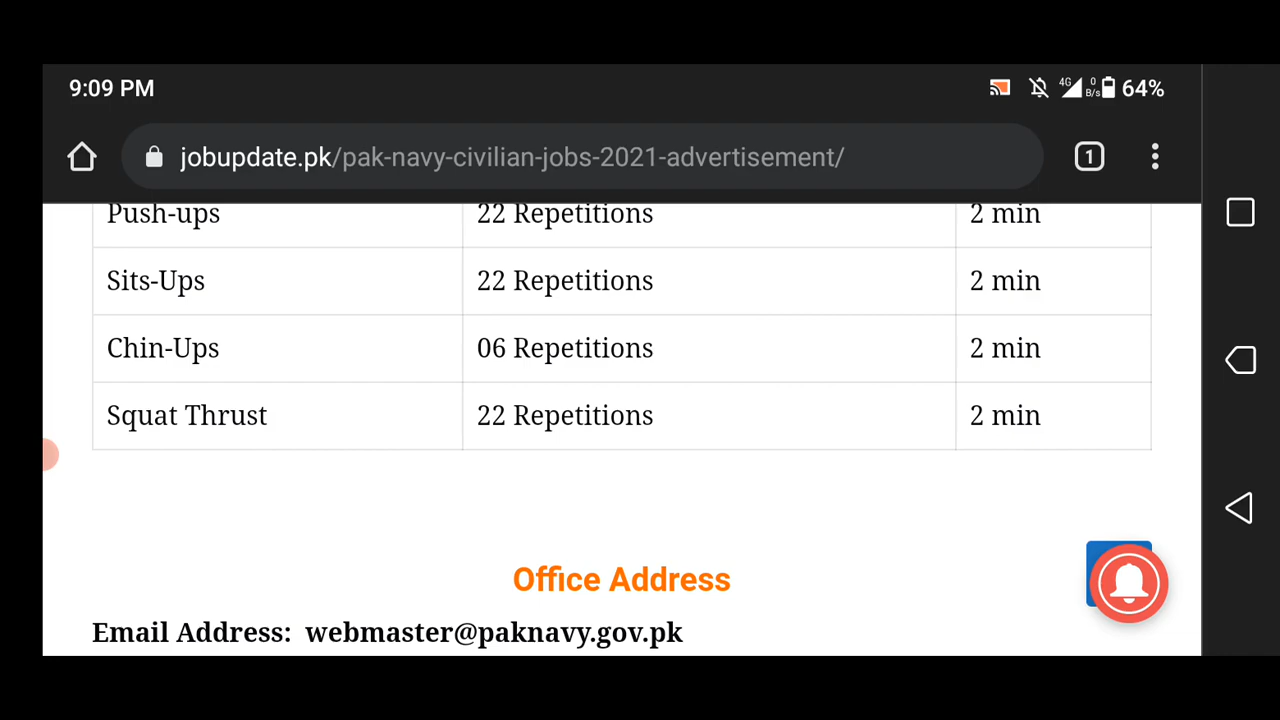 9:09 PM 4G 0 B/s 64%
jobupdate.pk/pak-navy-civilian-jobs-2021-advertisement/ 1
Push-ups 22 Repetitions 2 min
Sits-Ups 22 Repetitions 2 min
Chin-Ups 06 Repetitions 2 min
Squat Thrust 22 Repetitions 2 min
Office Address
Email Address: webmaster@paknavy.gov.pk